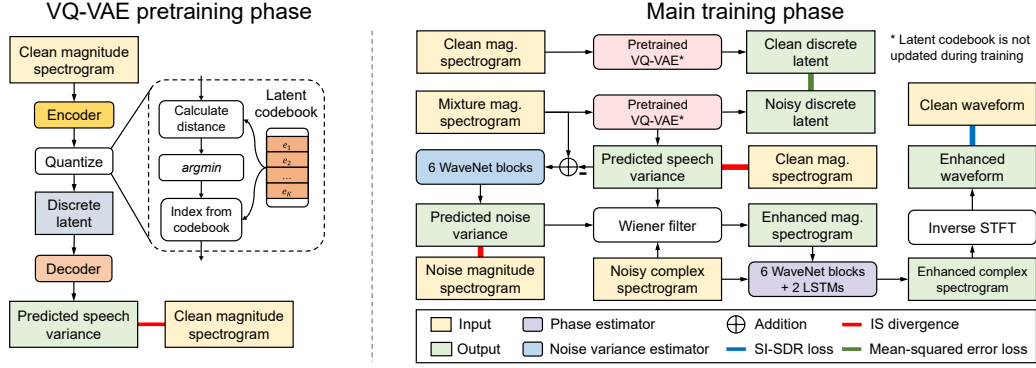 VQ-VAE pretraining phase
Clean magnitude
spectrogram
Encoder
Quantize
Discrete
latent
Decoder
Predicted speech
variance
Clean magnitude
spectrogram
Calculate
distance
argmin
Index from
codebook
Latent
codebook
e1
e2
...
eK
Main training phase
Clean mag.
spectrogram
Pretrained
VQ-VAE*
Clean discrete
latent
* Latent codebook is not
updated during training
Mixture mag.
spectrogram
Pretrained
VQ-VAE*
Noisy discrete
latent
Clean waveform
6 WaveNet blocks
Predicted speech
variance
Clean mag.
spectrogram
Enhanced
waveform
Predicted noise
variance
Wiener filter
Enhanced mag.
spectrogram
Inverse STFT
Noise magnitude
spectrogram
Noisy complex
spectrogram
6 WaveNet blocks
+ 2 LSTMs
Enhanced complex
spectrogram
Input
Phase estimator
Addition
IS divergence
Output
Noise variance estimator
SI-SDR loss
Mean-squared error loss